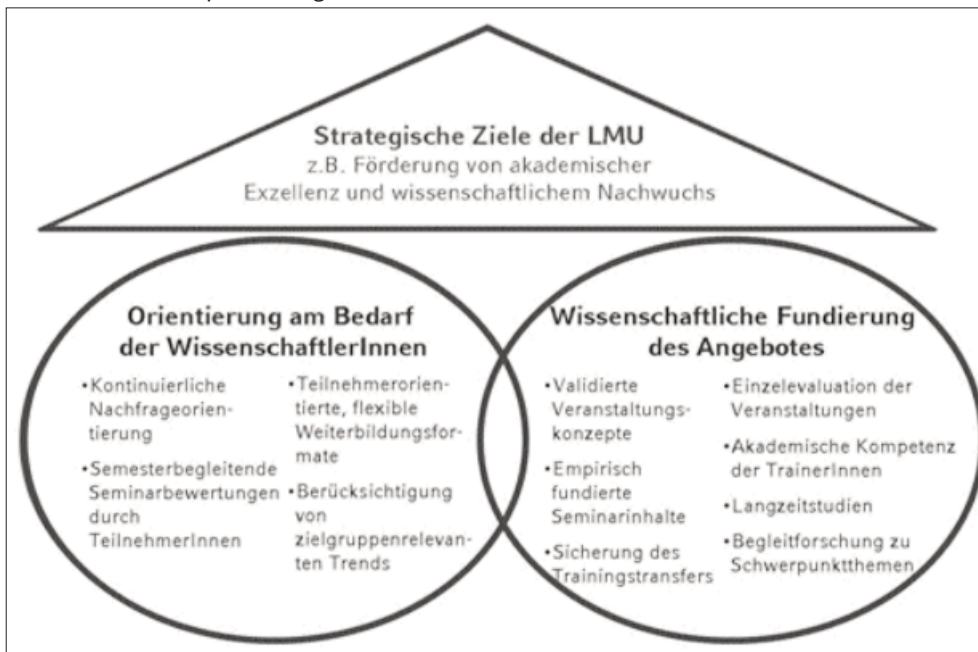 Strategische Ziele der LMU
z.B. Förderung von akademischer
Exzellenz und wissenschaftlichem Nachwuchs
Orientierung am Bedarf
der WissenschaftlerInnen
•Kontinuierliche
Nachfrageorien-
tierung
•Semesterbegleitende
Seminarbewertungen
durch
TeilnehmerInnen
•Teilnehmerorien-
tierte, flexible
Weiterbildungsfor-
mate
•Berücksichtigung
von
zielgruppenrelevan-
ten Trends
Wissenschaftliche Fundierung
des Angebotes
•Validierte
Veranstaltungs-
konzepte
•Empirisch
fundierte
Seminarinhalte
•Sicherung des
Trainingstransfers
•Einzelevaluation der
Veranstaltungen
•Akademische Kompetenz
der TrainerInnen
•Langzeitstudien
•Begleitforschung zu
Schwerpunktthemen